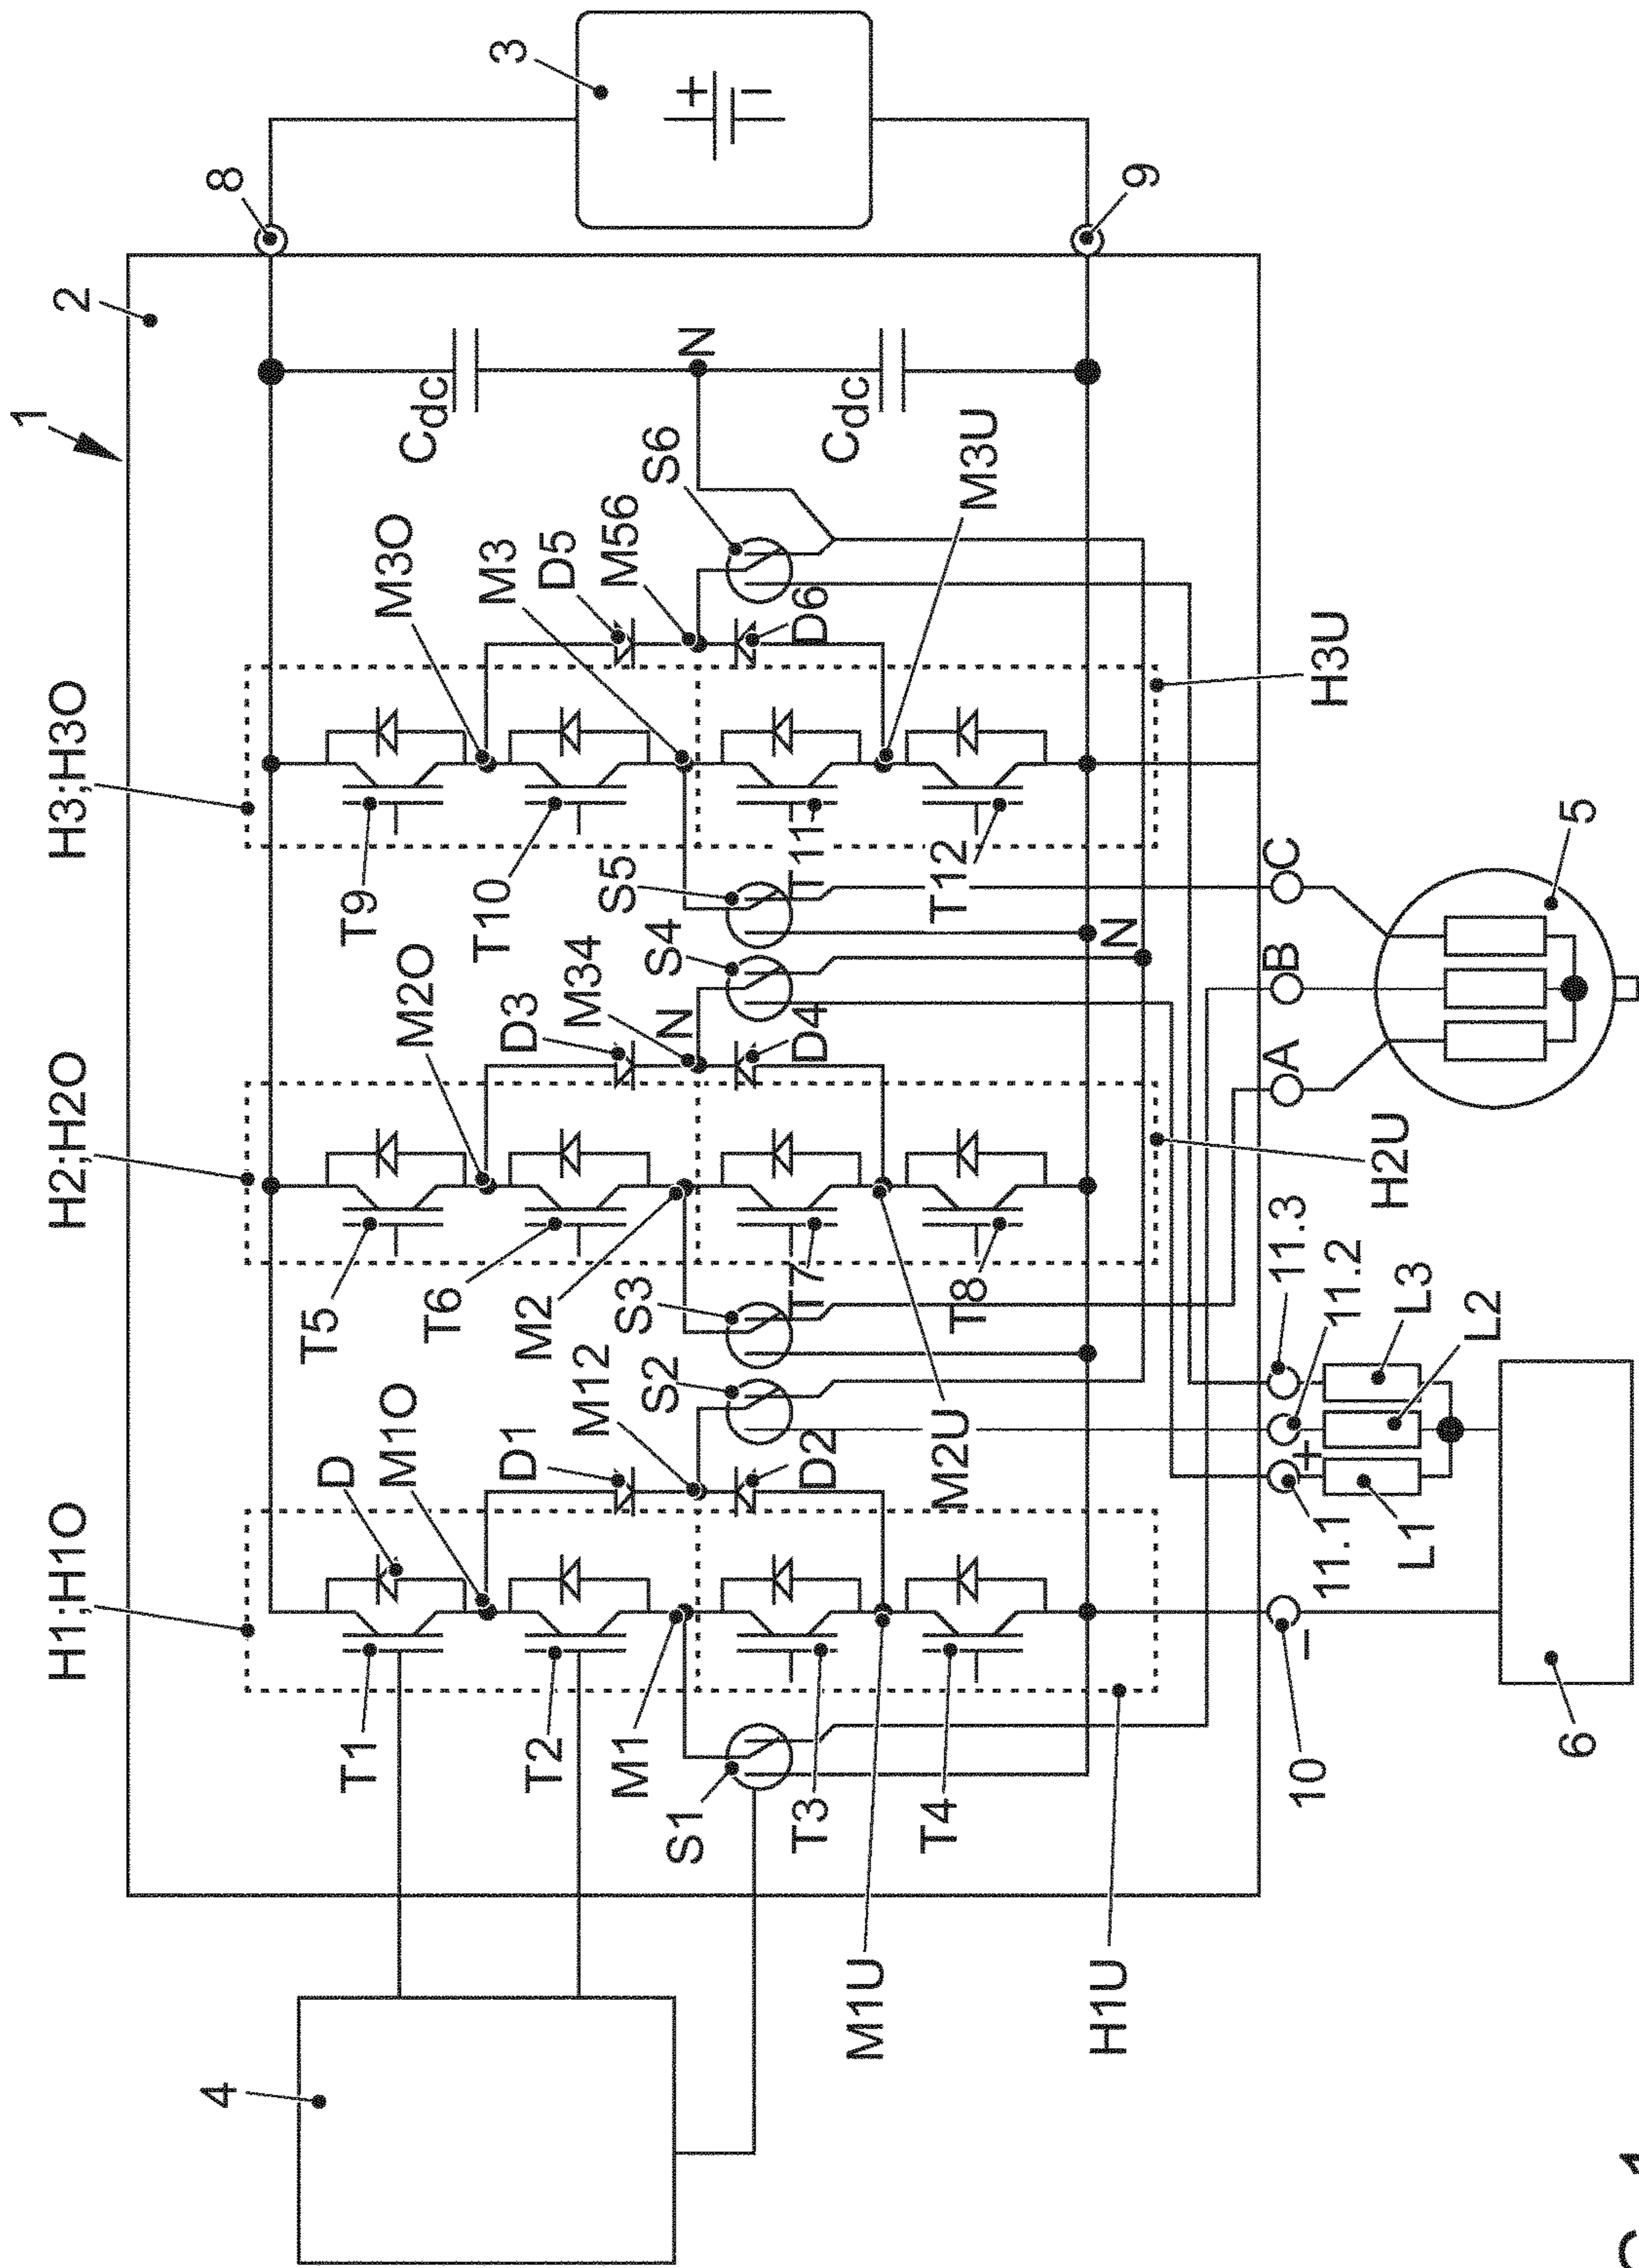 1
2
3
8
9
4
H1;H1O
H2;H2O
H3;H3O
T1
D
M1O
T5
M2O
T9
M3O
Cdc
T2
D1
T6
D3
T10
M3
D5
M1
M12
M2
M34
N
M56
S6
N
S1
S2
S3
S4
S5
T3
D2
T7
D4
T11
D6
Cdc
M1U
T4
M2U
T8
T12
M3U
N
H1U
H2U
H3U
10
−
11.1
+
11.2
11.3
A
B
C
L1
L2
L3
5
6